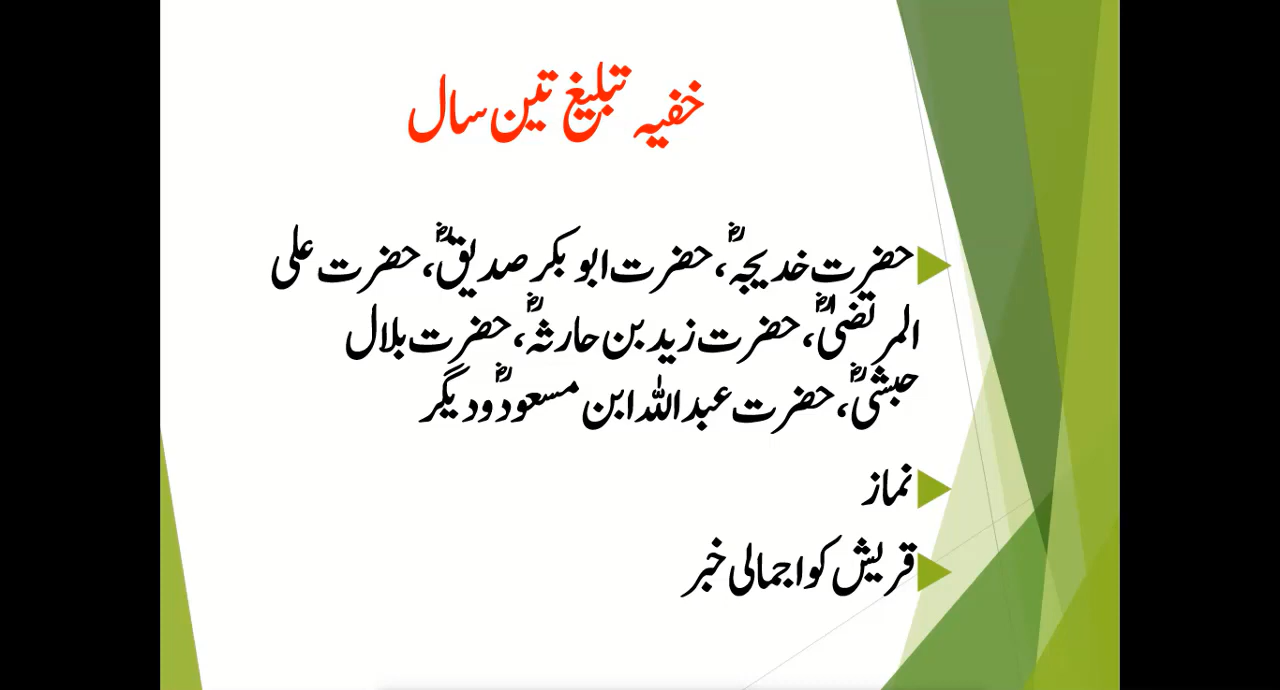 خفیہ تبلیغ تین سال
حضرت خدیجہؓ، حضرت ابو بکر صدیقؓ، حضرت علی
المرتضیٰؓ، حضرت زید بن حارثہؓ، حضرت بلال
حبشیؓ، حضرت عبداللہ ابن مسعودؓ و دیگر
نماز
قریش کو اجمالی خبر